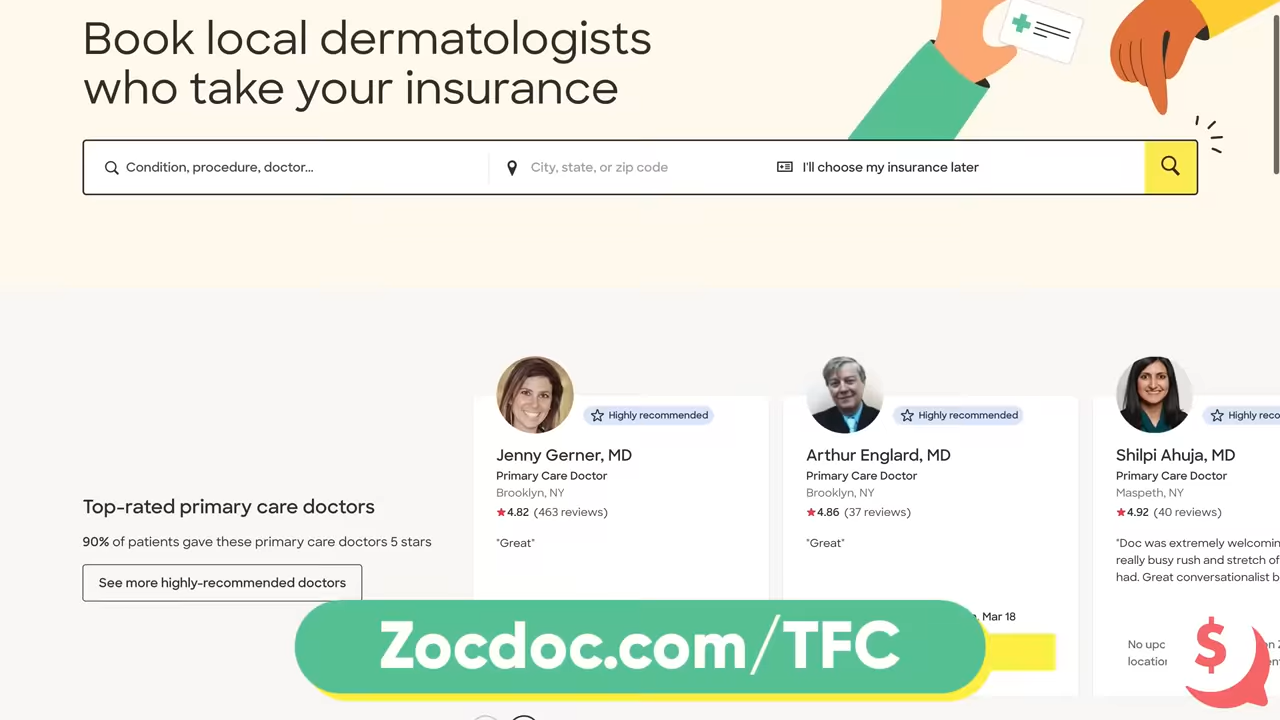 Book local dermatologists
who take your insurance
Condition, procedure, doctor...
City, state, or zip code
I'll choose my insurance later
Highly recommended
Highly recommended
Highly reco
Jenny Gerner, MD
Arthur Englard, MD
Shilpi Ahuja, MD
Primary Care Doctor
Primary Care Doctor
Primary Care Doctor
Brooklyn, NY
Brooklyn, NY
Maspeth, NY
4.82 (463 reviews)
4.86 (37 reviews)
4.92 (40 reviews)
Top-rated primary care doctors
90% of patients gave these primary care doctors 5 stars
See more highly-recommended doctors
"Great"
"Great"
"Doc was extremely welcomin
really busy rush and stretch of
had. Great conversationalist b
, Mar 18
No upc
location
Zocdoc.com/TFC
$